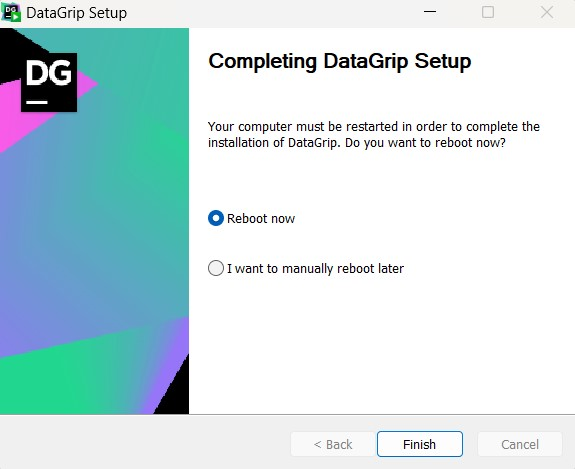 DataGrip Setup
DG
Completing DataGrip Setup
Your computer must be restarted in order to complete the
installation of DataGrip. Do you want to reboot now?
Reboot now
I want to manually reboot later
< Back
Finish
Cancel